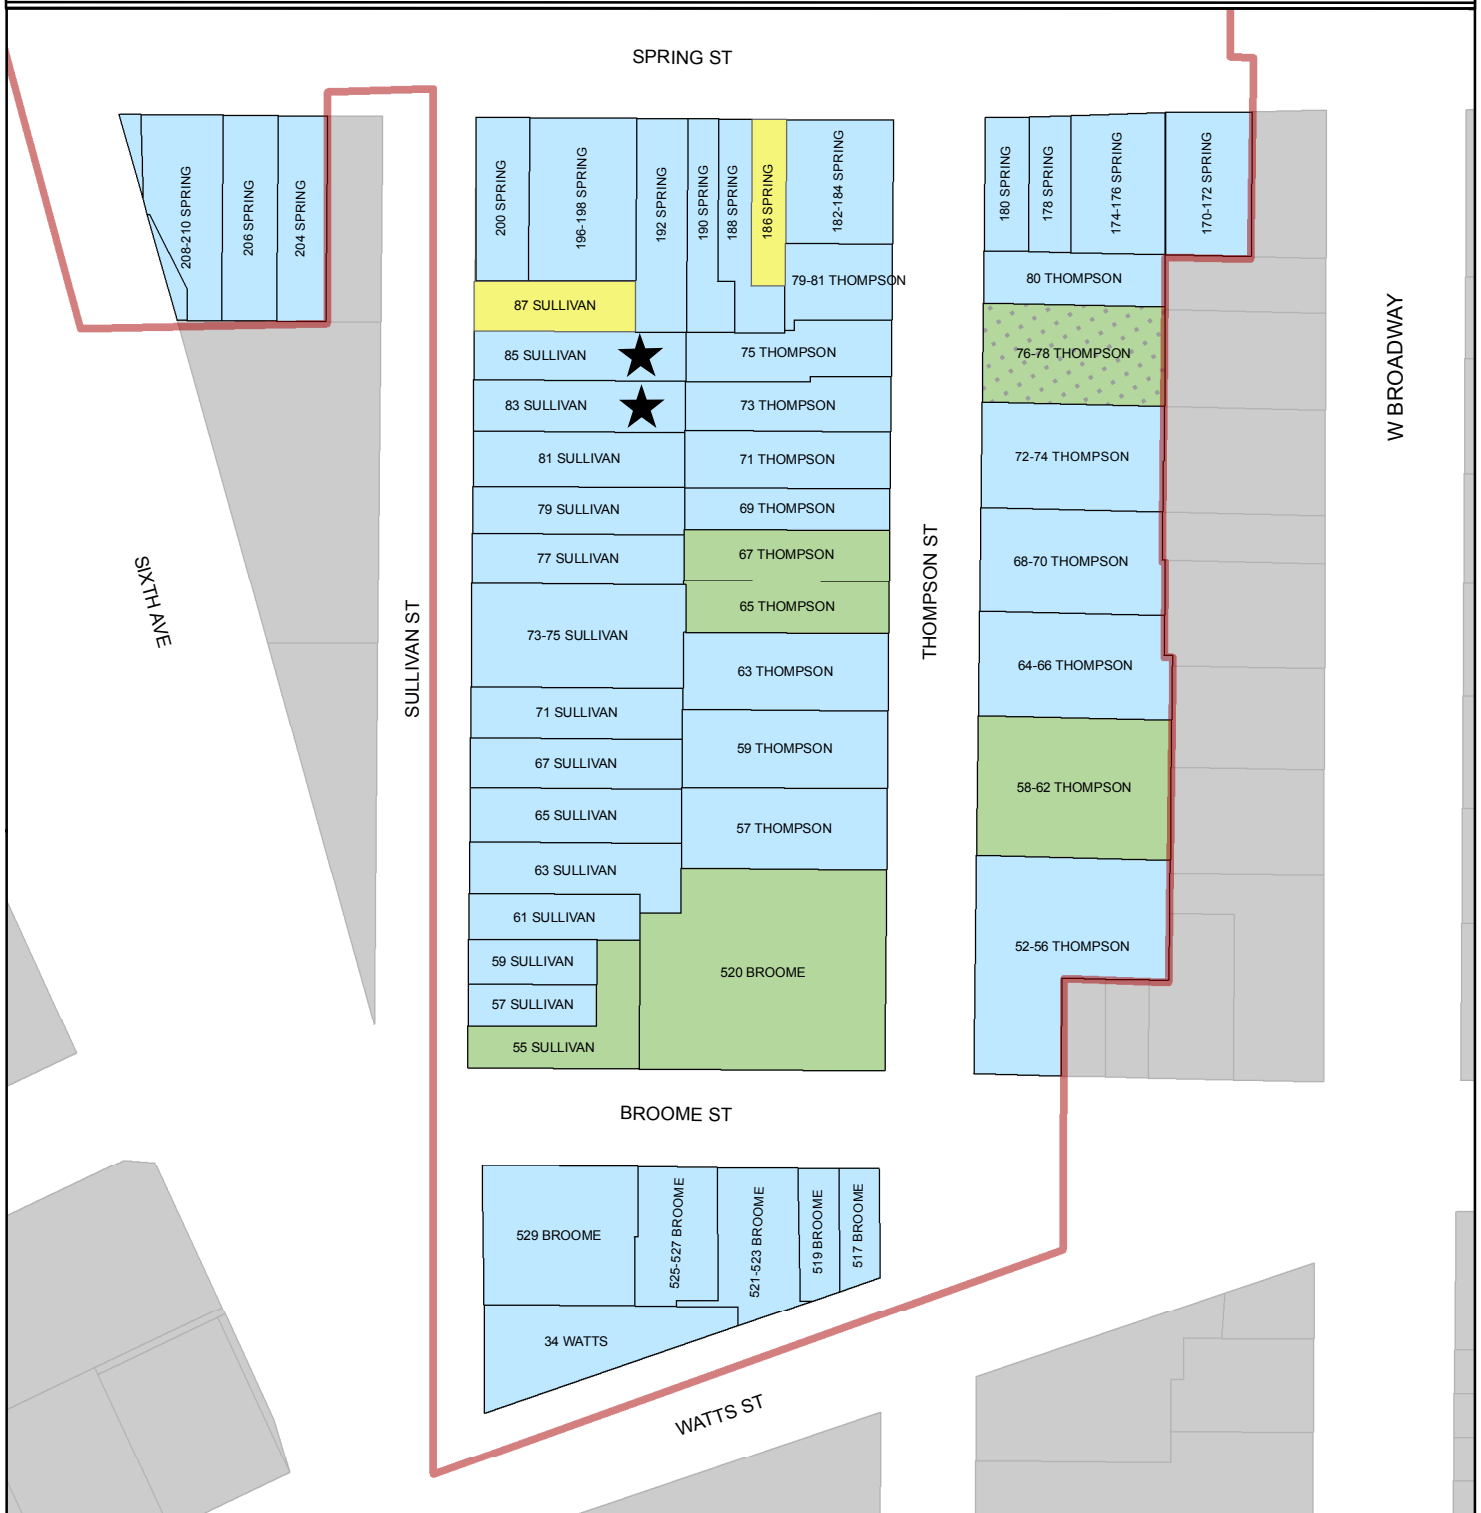 SPRING ST
208-210 SPRING
206 SPRING
204 SPRING
200 SPRING
196-198 SPRING
192 SPRING
190 SPRING
188 SPRING
186 SPRING
182-184 SPRING
180 SPRING
178 SPRING
174-176 SPRING
170-172 SPRING
79-81 THOMPSON
80 THOMPSON
87 SULLIVAN
85 SULLIVAN
75 THOMPSON
76-78 THOMPSON
83 SULLIVAN
73 THOMPSON
W BROADWAY
81 SULLIVAN
71 THOMPSON
72-74 THOMPSON
79 SULLIVAN
69 THOMPSON
77 SULLIVAN
67 THOMPSON
68-70 THOMPSON
SIXTH AVE
SULLIVAN ST
THOMPSON ST
65 THOMPSON
73-75 SULLIVAN
63 THOMPSON
64-66 THOMPSON
71 SULLIVAN
59 THOMPSON
67 SULLIVAN
58-62 THOMPSON
65 SULLIVAN
57 THOMPSON
63 SULLIVAN
61 SULLIVAN
52-56 THOMPSON
59 SULLIVAN
520 BROOME
57 SULLIVAN
55 SULLIVAN
BROOME ST
529 BROOME
525-527 BROOME
521-523 BROOME
519 BROOME
517 BROOME
34 WATTS
WATTS ST